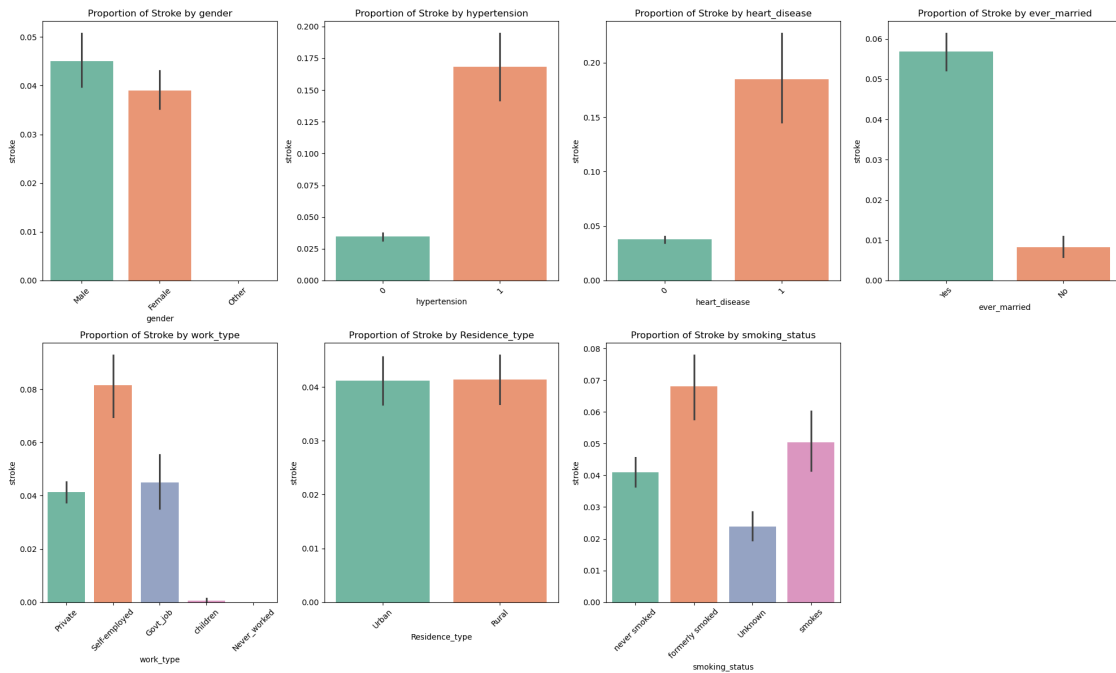 Proportion of Stroke by gender
0.05
0.04
0.03
0.02
0.01
0.00
stroke
Male
Female
Other
gender
Proportion of Stroke by hypertension
0.200
0.175
0.150
0.125
0.100
0.075
0.050
0.025
0.000
stroke
0
1
hypertension
Proportion of Stroke by heart_disease
0.20
0.15
0.10
0.05
0.00
stroke
0
1
heart_disease
Proportion of Stroke by ever_married
0.06
0.05
0.04
0.03
0.02
0.01
0.00
stroke
Yes
No
ever_married
Proportion of Stroke by work_type
0.08
0.06
0.04
0.02
0.00
stroke
Private
Self-employed
Govt_job
children
Never_worked
work_type
Proportion of Stroke by Residence_type
0.04
0.03
0.02
0.01
0.00
stroke
Urban
Rural
Residence_type
Proportion of Stroke by smoking_status
0.08
0.07
0.06
0.05
0.04
0.03
0.02
0.01
0.00
stroke
never smoked
formerly smoked
Unknown
smokes
smoking_status